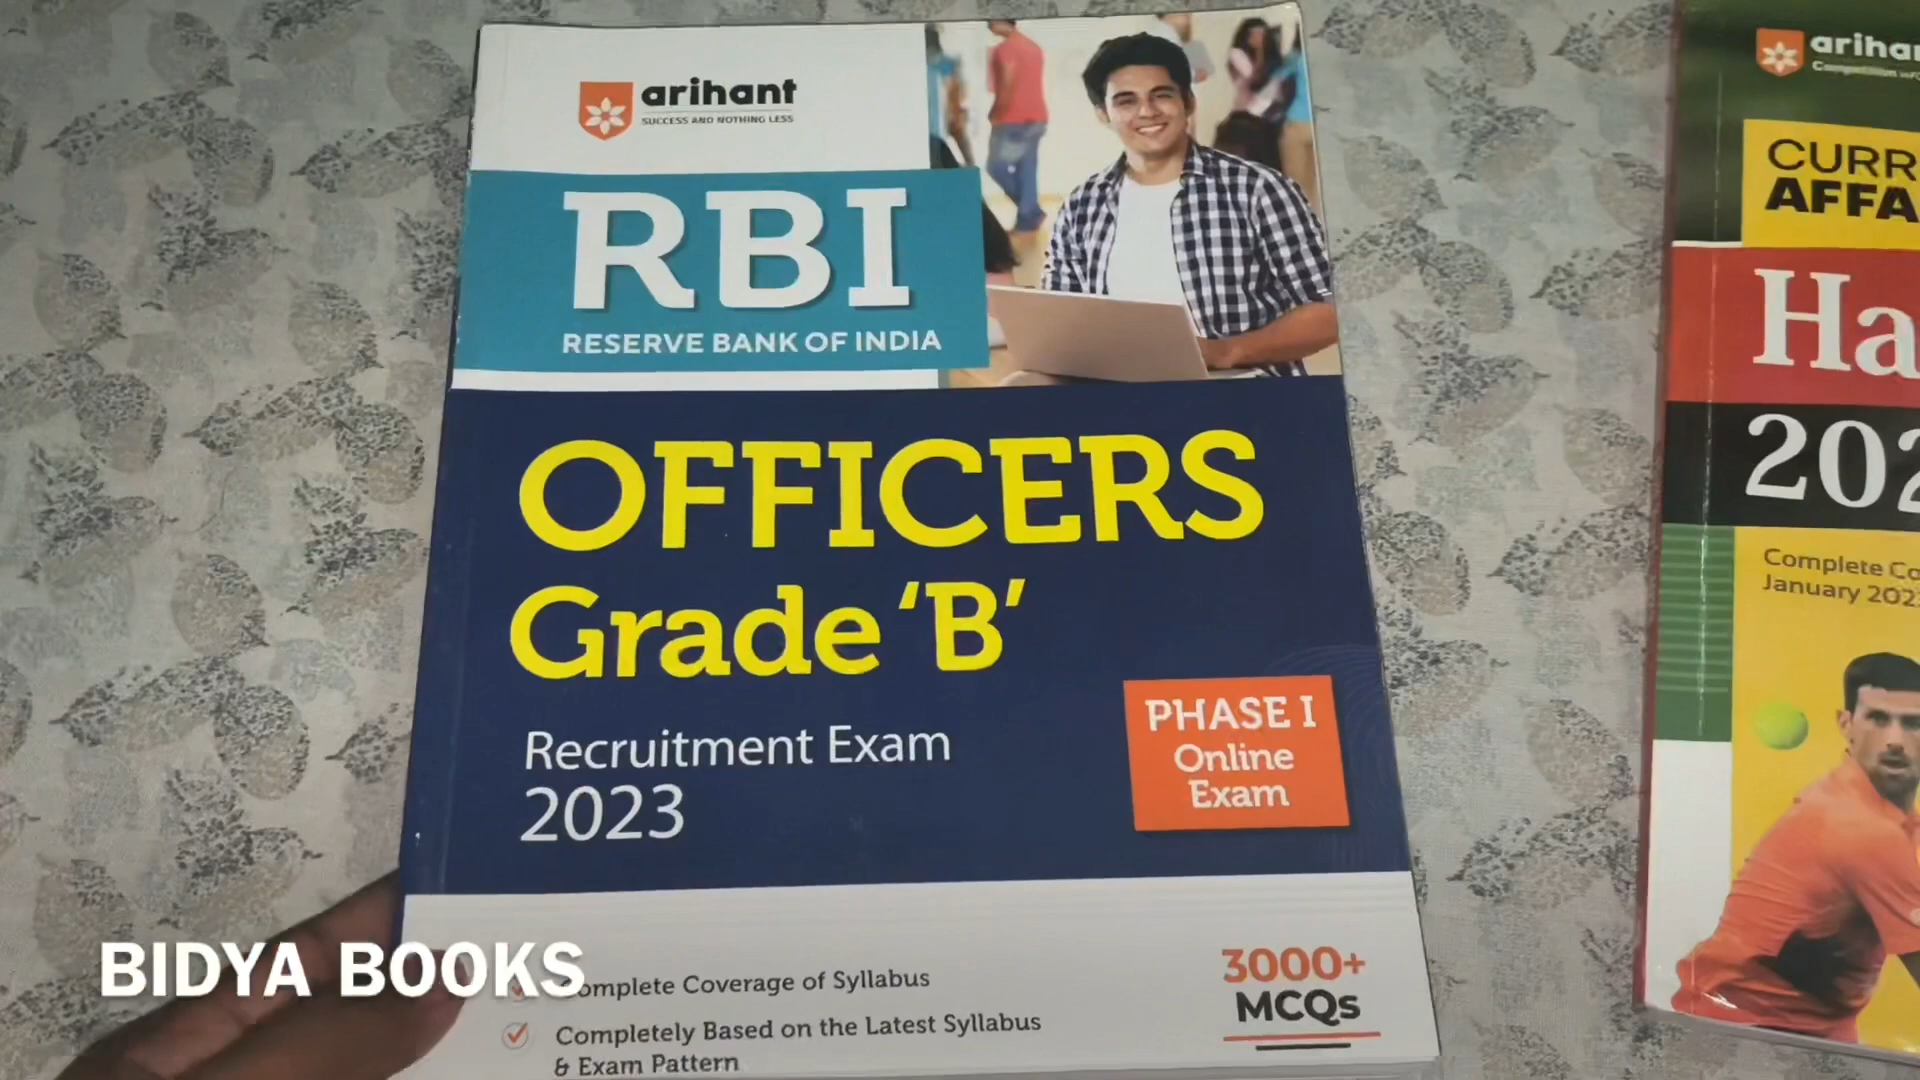 arihant
SUCCESS AND NOTHING LESS
RBI
RESERVE BANK OF INDIA
OFFICERS
Grade ‘B’
Recruitment Exam
2023
PHASE I
Online
Exam
Complete Coverage of Syllabus
Completely Based on the Latest Syllabus
& Exam Pattern
3000+
MCQs
BIDYA BOOKS
arihan
CURR
AFFA
Ha
202
Complete Co
January 202